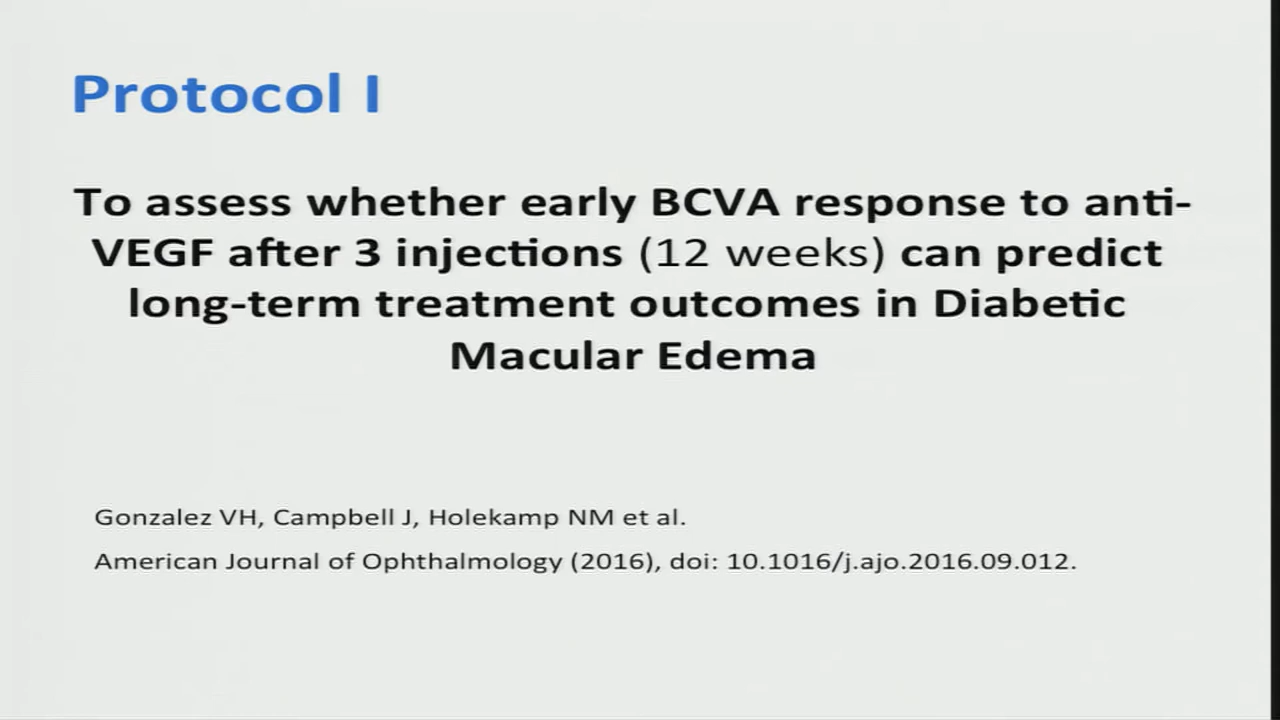 Protocol I
To assess whether early BCVA response to anti-
VEGF after 3 injections (12 weeks) can predict
long-term treatment outcomes in Diabetic
Macular Edema
Gonzalez VH, Campbell J, Holekamp NM et al.
American Journal of Ophthalmology (2016), doi: 10.1016/j.ajo.2016.09.012.